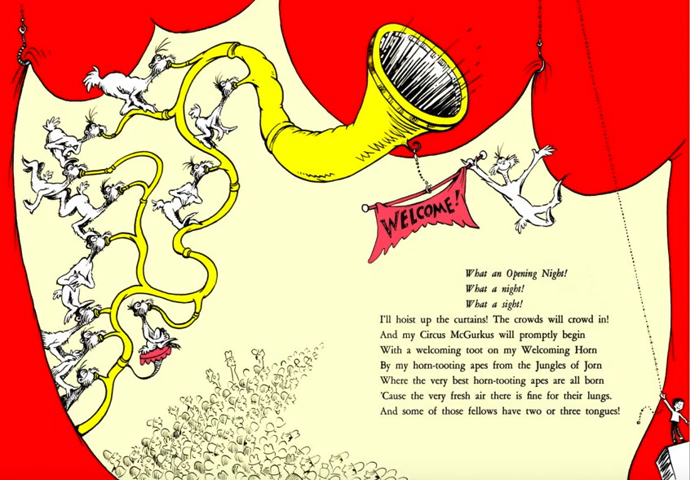 WELCOME!
What an Opening Night!
What a night!
What a sight!
I'll hoist up the curtains! The crowds will crowd in!
And my Circus McGurkus will promptly begin
With a welcoming toot on my Welcoming Horn
By my horn-tooting apes from the Jungles of Jorn
Where the very best horn-tooting apes are all born
'Cause the very fresh air there is fine for their lungs.
And some of those fellows have two or three tongues!